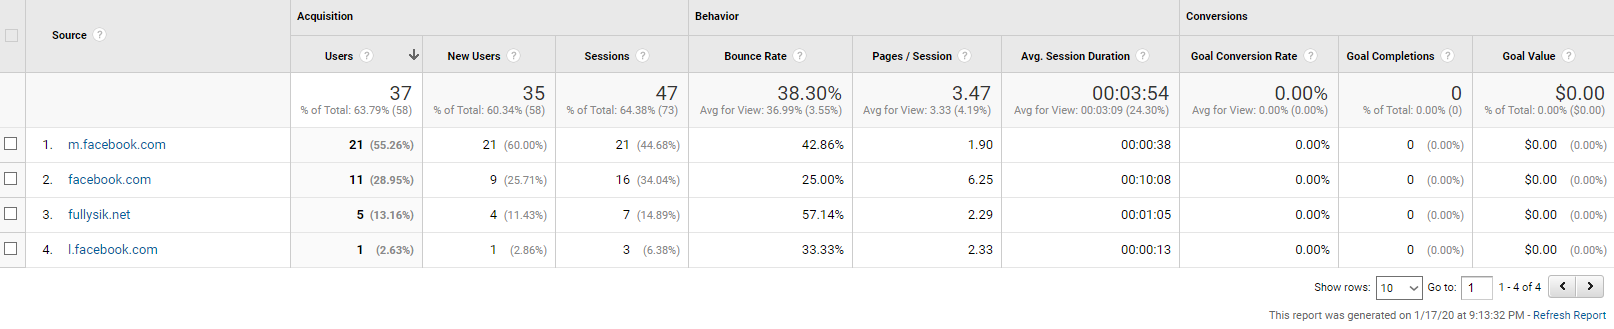 Acquisition Behavior Conversions
Source ?
Users ? New Users ? Sessions ? Bounce Rate ? Pages / Session ? Avg. Session Duration ? Goal Conversion Rate ? Goal Completions ? Goal Value ?
37 35 47 38.30% 3.47 00:03:54 0.00% 0 $0.00
% of Total: 63.79% (58) % of Total: 60.34% (58) % of Total: 64.38% (73) Avg for View: 36.99% (3.55%) Avg for View: 3.33 (4.19%) Avg for View: 00:03:09 (24.30%) Avg for View: 0.00% (0.00%) % of Total: 0.00% (0) % of Total: 0.00% ($0.00)
1. m.facebook.com 21 (55.26%) 21 (60.00%) 21 (44.68%) 42.86% 1.90 00:00:38 0.00% 0 (0.00%) $0.00 (0.00%)
2. facebook.com 11 (28.95%) 9 (25.71%) 16 (34.04%) 25.00% 6.25 00:10:08 0.00% 0 (0.00%) $0.00 (0.00%)
3. fullysik.net 5 (13.16%) 4 (11.43%) 7 (14.89%) 57.14% 2.29 00:01:05 0.00% 0 (0.00%) $0.00 (0.00%)
4. l.facebook.com 1 (2.63%) 1 (2.86%) 3 (6.38%) 33.33% 2.33 00:00:13 0.00% 0 (0.00%) $0.00 (0.00%)
Show rows: 10 Go to: 1 1 - 4 of 4
This report was generated on 1/17/20 at 9:13:32 PM - Refresh Report